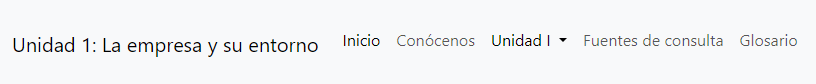 Unidad 1: La empresa y su entorno Inicio Conócenos Unidad I Fuentes de consulta Glosario